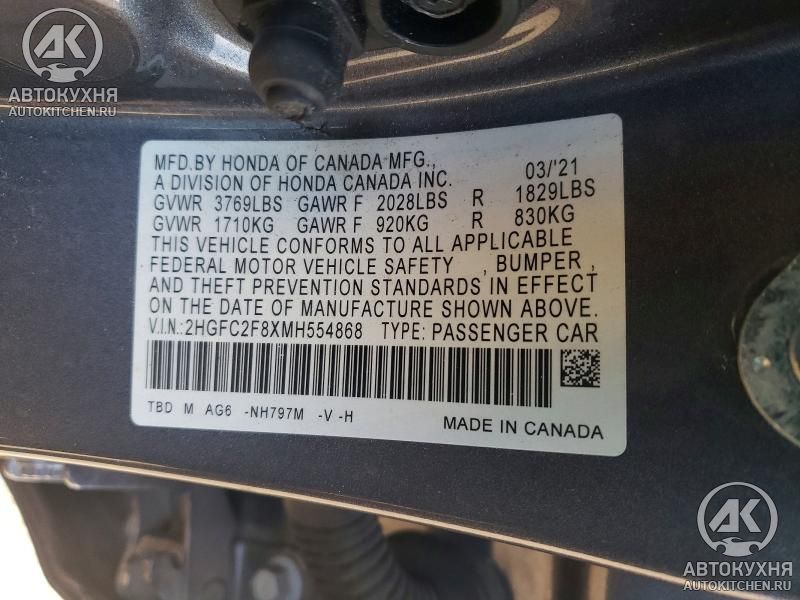 AK
АВТОКУХНЯ
AUTOKITCHEN.RU
MFD.BY HONDA OF CANADA MFG., 03/'21
A DIVISION OF HONDA CANADA INC.
GVWR 3769LBS GAWR F 2028LBS R 1829LBS
GVWR 1710KG GAWR F 920KG R 830KG
THIS VEHICLE CONFORMS TO ALL APPLICABLE
FEDERAL MOTOR VEHICLE SAFETY , BUMPER ,
AND THEFT PREVENTION STANDARDS IN EFFECT
ON THE DATE OF MANUFACTURE SHOWN ABOVE.
V.I.N.:2HGFC2F8XMH554868 TYPE: PASSENGER CAR
TBD M AG6 -NH797M -V -H MADE IN CANADA
AK
АВТОКУХНЯ
AUTOKITCHEN.RU